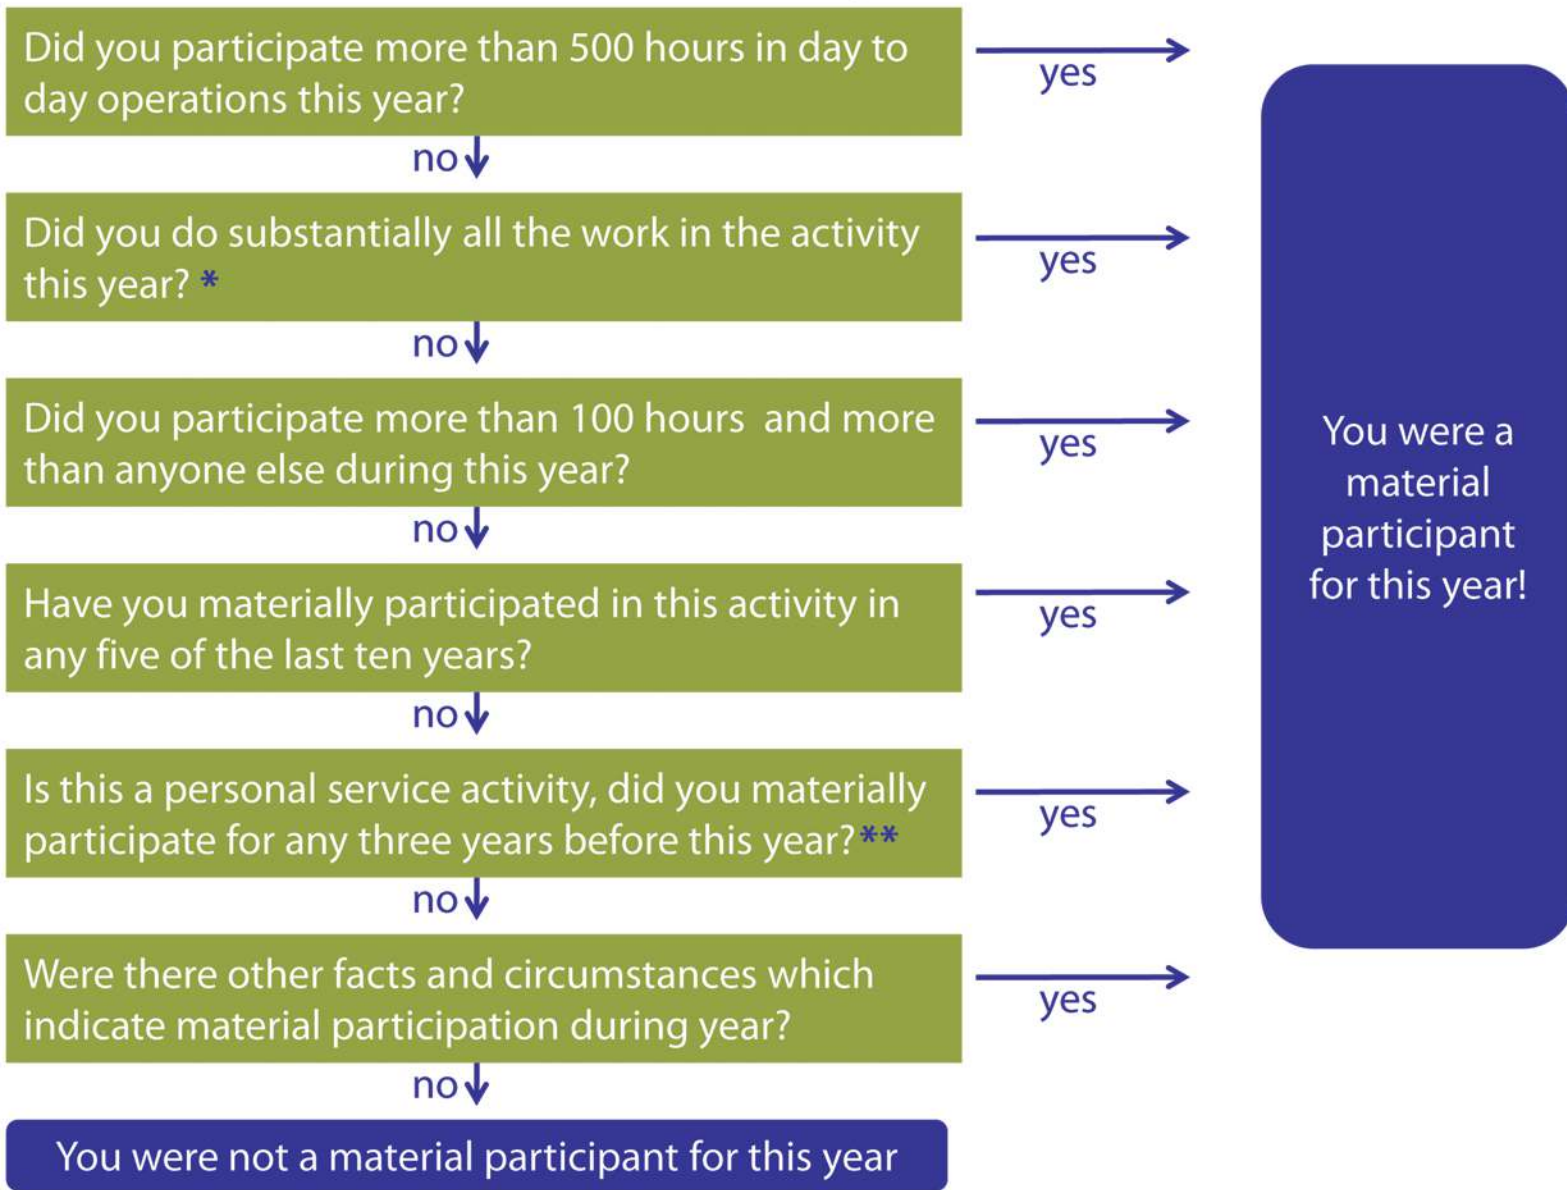 Did you participate more than 500 hours in day to
day operations this year?
yes
no
Did you do substantially all the work in the activity
this year? *
yes
no
Did you participate more than 100 hours  and more
than anyone else during this year?
yes
no
Have you materially participated in this activity in
any five of the last ten years?
yes
no
Is this a personal service activity, did you materially
participate for any three years before this year?**
yes
no
Were there other facts and circumstances which
indicate material participation during year?
yes
no
You were not a material participant for this year
You were a
material
participant
for this year!